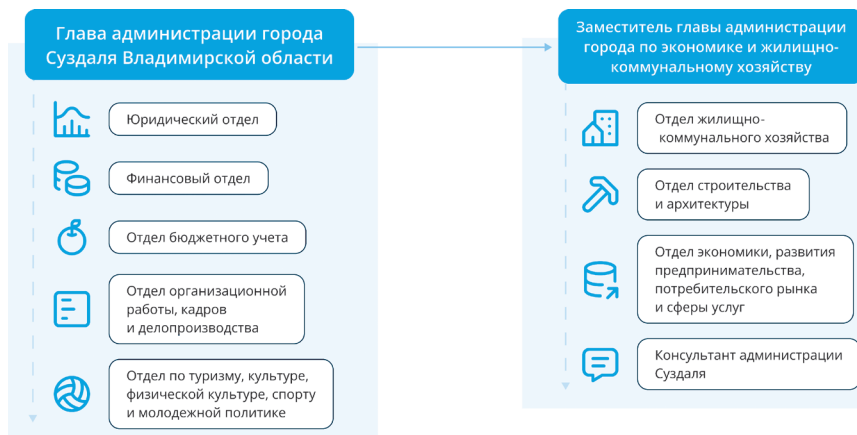 Глава администрации города
Суздаля Владимирской области
Юридический отдел
Финансовый отдел
Отдел бюджетного учета
Отдел организационной
работы, кадров
и делопроизводства
Отдел по туризму, культуре,
физической культуре, спорту
и молодежной политике
Заместитель главы администрации
города по экономике и жилищно-
коммунальному хозяйству
Отдел жилищно-
коммунального хозяйства
Отдел строительства
и архитектуры
Отдел экономики, развития
предпринимательства,
потребительского рынка
и сферы услуг
Консультант администрации
Суздаля